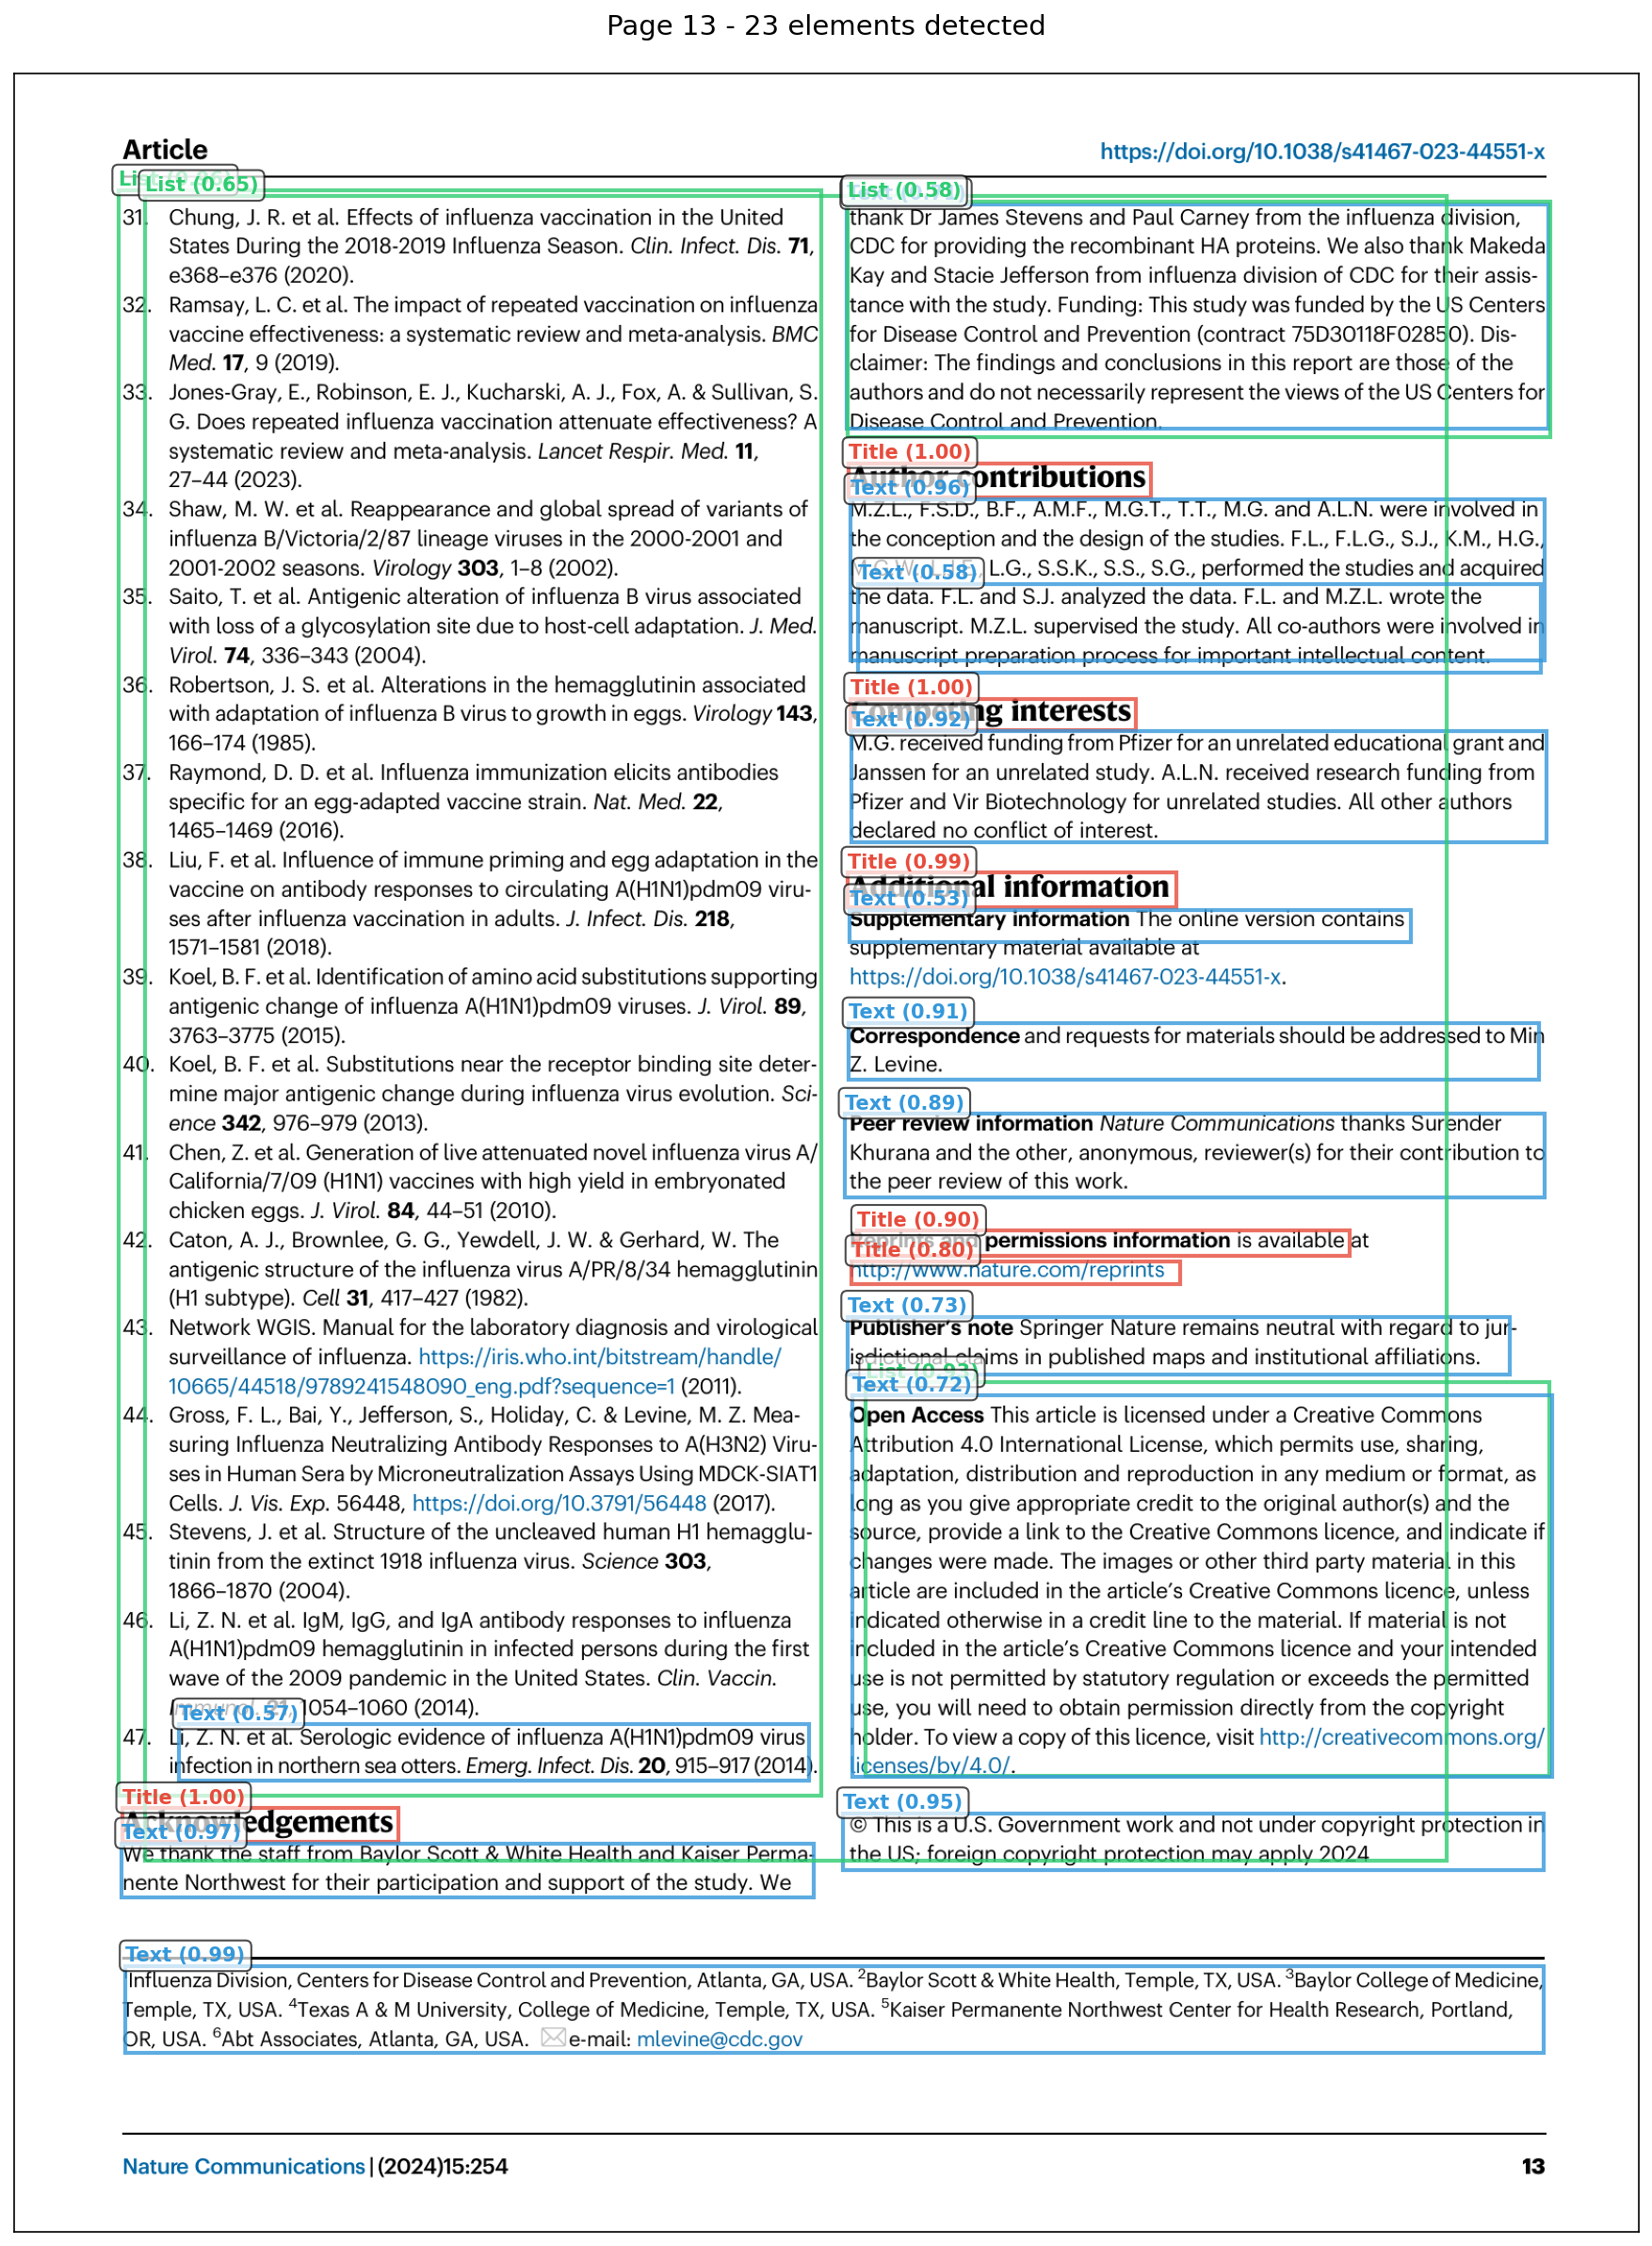 Page 13 - 23 elements detected
Article
https://doi.org/10.1038/s41467-023-44551-x
List (0.65)
31. Chung, J. R. et al. Effects of influenza vaccination in the United
States During the 2018-2019 Influenza Season. Clin. Infect. Dis. 71,
e368–e376 (2020).
32. Ramsay, L. C. et al. The impact of repeated vaccination on influenza
vaccine effectiveness: a systematic review and meta-analysis. BMC
Med. 17, 9 (2019).
33. Jones-Gray, E., Robinson, E. J., Kucharski, A. J., Fox, A. & Sullivan, S.
G. Does repeated influenza vaccination attenuate effectiveness? A
systematic review and meta-analysis. Lancet Respir. Med. 11,
27–44 (2023).
34. Shaw, M. W. et al. Reappearance and global spread of variants of
influenza B/Victoria/2/87 lineage viruses in the 2000-2001 and
2001-2002 seasons. Virology 303, 1–8 (2002).
35. Saito, T. et al. Antigenic alteration of influenza B virus associated
with loss of a glycosylation site due to host-cell adaptation. J. Med.
Virol. 74, 336–343 (2004).
36. Robertson, J. S. et al. Alterations in the hemagglutinin associated
with adaptation of influenza B virus to growth in eggs. Virology 143,
166–174 (1985).
37. Raymond, D. D. et al. Influenza immunization elicits antibodies
specific for an egg-adapted vaccine strain. Nat. Med. 22,
1465–1469 (2016).
38. Liu, F. et al. Influence of immune priming and egg adaptation in the
vaccine on antibody responses to circulating A(H1N1)pdm09 viru-
ses after influenza vaccination in adults. J. Infect. Dis. 218,
1571–1581 (2018).
39. Koel, B. F. et al. Identification of amino acid substitutions supporting
antigenic change of influenza A(H1N1)pdm09 viruses. J. Virol. 89,
3763–3775 (2015).
40. Koel, B. F. et al. Substitutions near the receptor binding site deter-
mine major antigenic change during influenza virus evolution. Sci-
ence 342, 976–979 (2013).
41. Chen, Z. et al. Generation of live attenuated novel influenza virus A/
California/7/09 (H1N1) vaccines with high yield in embryonated
chicken eggs. J. Virol. 84, 44–51 (2010).
42. Caton, A. J., Brownlee, G. G., Yewdell, J. W. & Gerhard, W. The
antigenic structure of the influenza virus A/PR/8/34 hemagglutinin
(H1 subtype). Cell 31, 417–427 (1982).
43. Network WGIS. Manual for the laboratory diagnosis and virological
surveillance of influenza. https://iris.who.int/bitstream/handle/
10665/44518/9789241548090_eng.pdf?sequence=1 (2011).
44. Gross, F. L., Bai, Y., Jefferson, S., Holiday, C. & Levine, M. Z. Mea-
suring Influenza Neutralizing Antibody Responses to A(H3N2) Viru-
ses in Human Sera by Microneutralization Assays Using MDCK-SIAT1
Cells. J. Vis. Exp. 56448, https://doi.org/10.3791/56448 (2017).
45. Stevens, J. et al. Structure of the uncleaved human H1 hemagglu-
tinin from the extinct 1918 influenza virus. Science 303,
1866–1870 (2004).
46. Li, Z. N. et al. IgM, IgG, and IgA antibody responses to influenza
A(H1N1)pdm09 hemagglutinin in infected persons during the first
wave of the 2009 pandemic in the United States. Clin. Vaccin.
1054–1060 (2014).
Text (0.57)
47. Li, Z. N. et al. Serologic evidence of influenza A(H1N1)pdm09 virus
infection in northern sea otters. Emerg. Infect. Dis. 20, 915–917 (2014).
Title (1.00)
Acknowledgements
Text (0.97)
We thank the staff from Baylor Scott & White Health and Kaiser Perma-
nente Northwest for their participation and support of the study. We
List (0.58)
thank Dr James Stevens and Paul Carney from the influenza division,
CDC for providing the recombinant HA proteins. We also thank Makeda
Kay and Stacie Jefferson from influenza division of CDC for their assis-
tance with the study. Funding: This study was funded by the US Centers
for Disease Control and Prevention (contract 75D30118F02850). Dis-
claimer: The findings and conclusions in this report are those of the
authors and do not necessarily represent the views of the US Centers for
Disease Control and Prevention.
Title (1.00)
Author contributions
Text (0.96)
M.Z.L., F.S.D., B.F., A.M.F., M.G.T., T.T., M.G. and A.L.N. were involved in
the conception and the design of the studies. F.L., F.L.G., S.J., K.M., H.G.,
L.G., S.S.K., S.S., S.G., performed the studies and acquired
Text (0.58)
the data. F.L. and S.J. analyzed the data. F.L. and M.Z.L. wrote the
manuscript. M.Z.L. supervised the study. All co-authors were involved in
manuscript preparation process for important intellectual content.
Title (1.00)
Competing interests
Text (0.92)
M.G. received funding from Pfizer for an unrelated educational grant and
Janssen for an unrelated study. A.L.N. received research funding from
Pfizer and Vir Biotechnology for unrelated studies. All other authors
declared no conflict of interest.
Title (0.99)
Additional information
Text (0.53)
Supplementary information The online version contains
supplementary material available at
https://doi.org/10.1038/s41467-023-44551-x.
Text (0.91)
Correspondence and requests for materials should be addressed to Min
Z. Levine.
Text (0.89)
Peer review information Nature Communications thanks Surender
Khurana and the other, anonymous, reviewer(s) for their contribution to
the peer review of this work.
Title (0.90)
Reprints and permissions information is available at
Title (0.80)
http://www.nature.com/reprints
Text (0.73)
Publisher's note Springer Nature remains neutral with regard to jur-
isdictional claims in published maps and institutional affiliations.
List (0.93)
Text (0.72)
Open Access This article is licensed under a Creative Commons
Attribution 4.0 International License, which permits use, sharing,
adaptation, distribution and reproduction in any medium or format, as
long as you give appropriate credit to the original author(s) and the
source, provide a link to the Creative Commons licence, and indicate if
changes were made. The images or other third party material in this
article are included in the article's Creative Commons licence, unless
indicated otherwise in a credit line to the material. If material is not
included in the article's Creative Commons licence and your intended
use is not permitted by statutory regulation or exceeds the permitted
use, you will need to obtain permission directly from the copyright
holder. To view a copy of this licence, visit http://creativecommons.org/
licenses/by/4.0/.
Text (0.95)
© This is a U.S. Government work and not under copyright protection in
the US; foreign copyright protection may apply 2024
Text (0.99)
Influenza Division, Centers for Disease Control and Prevention, Atlanta, GA, USA. 2Baylor Scott & White Health, Temple, TX, USA. 3Baylor College of Medicine,
Temple, TX, USA. 4Texas A & M University, College of Medicine, Temple, TX, USA. 5Kaiser Permanente Northwest Center for Health Research, Portland,
OR, USA. 6Abt Associates, Atlanta, GA, USA. e-mail: mlevine@cdc.gov
Nature Communications | (2024)15:254
13